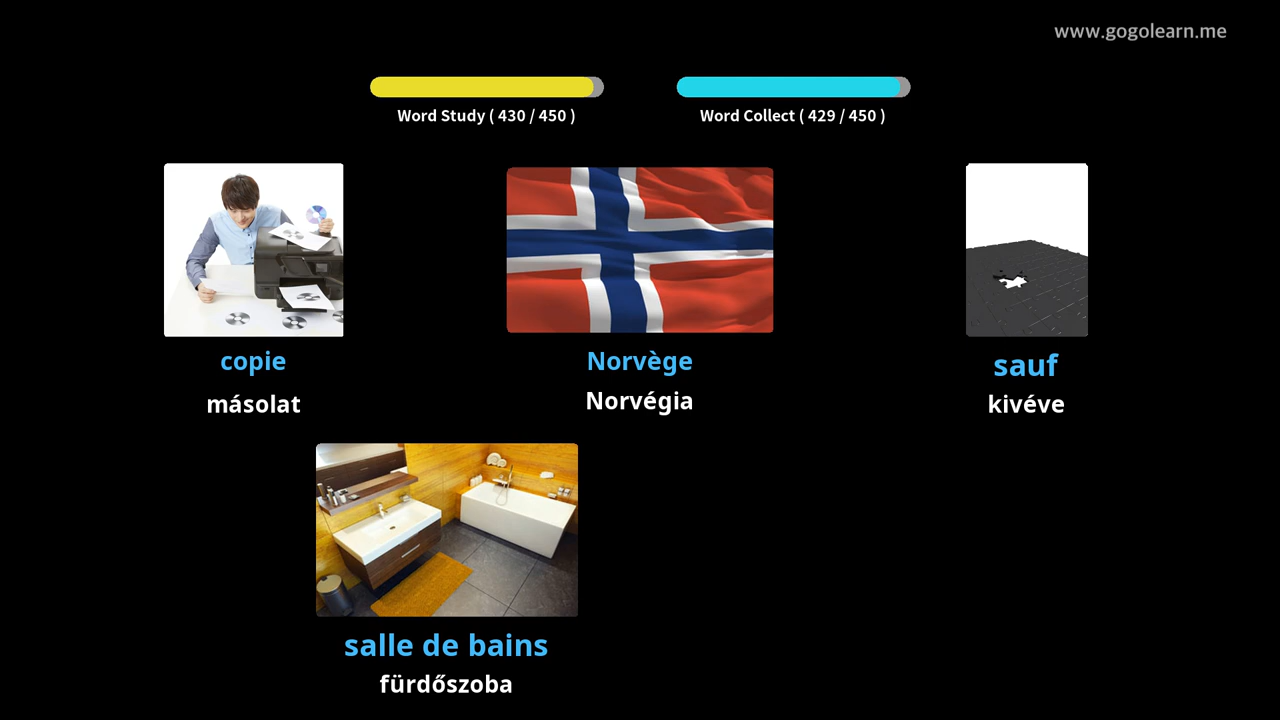 www.gogolearn.me
Word Study ( 430 / 450 )
Word Collect ( 429 / 450 )
copie
Norvège
sauf
másolat
Norvégia
kivéve
salle de bains
fürdőszoba